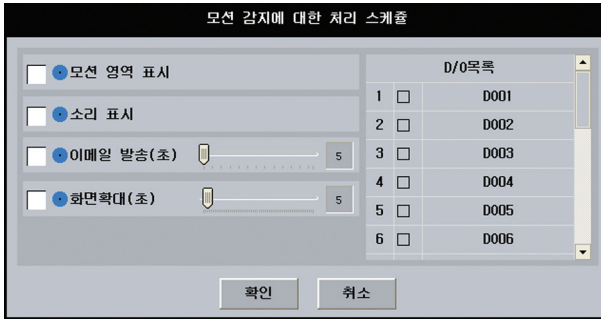 모션 감지에 대한 처리 스케쥴
모션 영역 표시
소리 표시
이메일 발송(초) 5
화면확대(초) 5
D/O목록
1 D001
2 D002
3 D003
4 D004
5 D005
6 D006
확인 취소